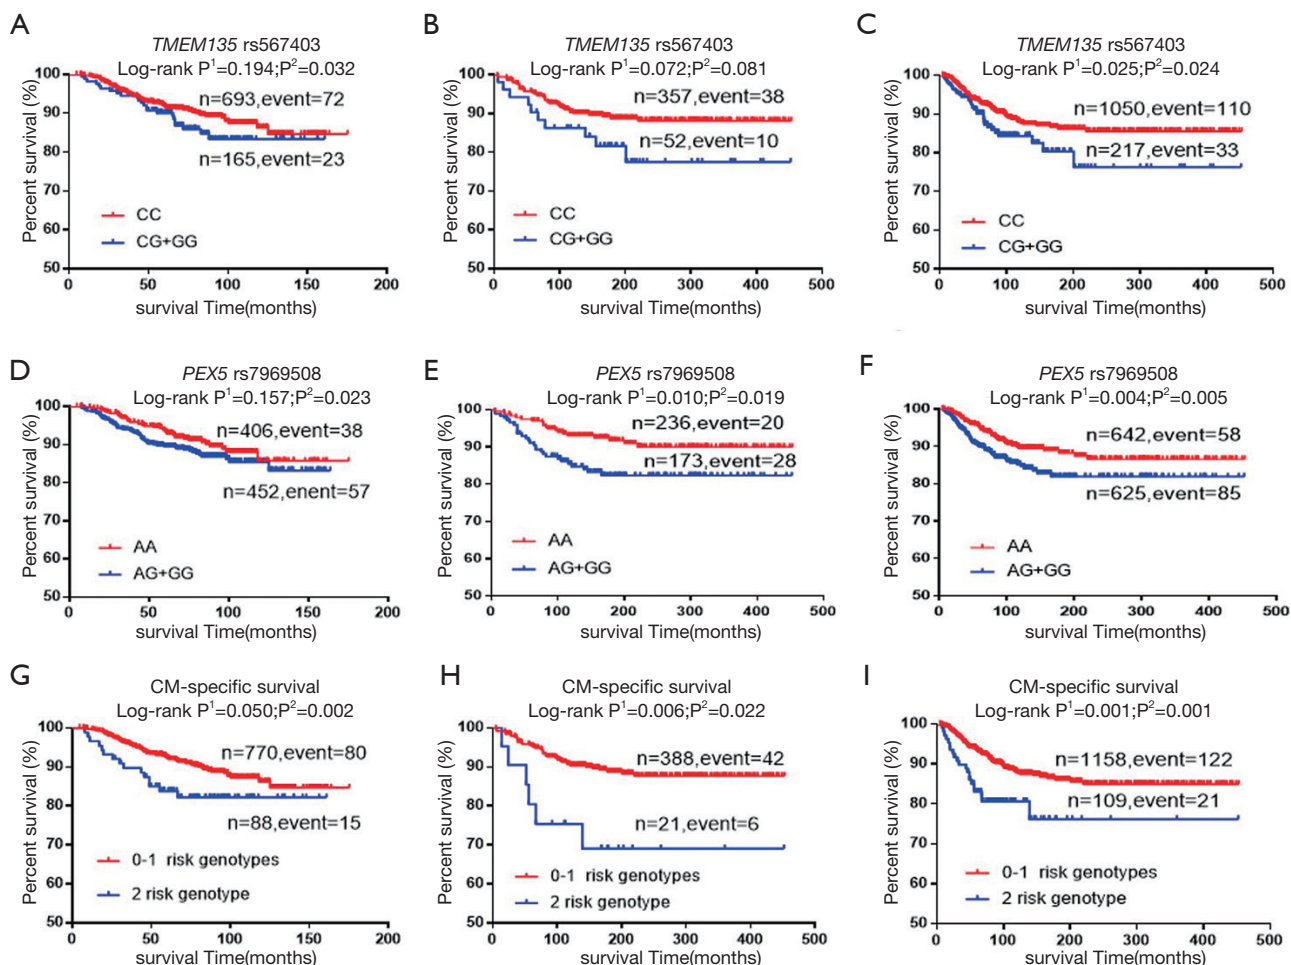 A
TMEM135 rs567403
Log-rank P1=0.194;P2=0.032
Percent survival (%)
100
90
80
70
60
50
n=693,event=72
n=165,event=23
CC
CG+GG
0
50
100
150
200
survival Time(months)
B
TMEM135 rs567403
Log-rank P1=0.072;P2=0.081
Percent survival (%)
100
90
80
70
60
50
n=357,event=38
n=52,event=10
CC
CG+GG
0
100
200
300
400
500
survival Time(months)
C
TMEM135 rs567403
Log-rank P1=0.025;P2=0.024
Percent survival (%)
100
90
80
70
60
50
n=1050,event=110
n=217,event=33
CC
CG+GG
0
100
200
300
400
500
survival Time(months)
D
PEX5 rs7969508
Log-rank P1=0.157;P2=0.023
Percent survival (%)
100
90
80
70
60
50
n=406,event=38
n=452,enent=57
AA
AG+GG
0
50
100
150
200
survival Time(months)
E
PEX5 rs7969508
Log-rank P1=0.010;P2=0.019
Percent survival (%)
100
90
80
70
60
50
n=236,event=20
n=173,event=28
AA
AG+GG
0
100
200
300
400
500
survival Time(months)
F
PEX5 rs7969508
Log-rank P1=0.004;P2=0.005
Percent survival (%)
100
90
80
70
60
50
n=642,event=58
n=625,event=85
AA
AG+GG
0
100
200
300
400
500
survival Time(months)
G
CM-specific survival
Log-rank P1=0.050;P2=0.002
Percent survival (%)
100
90
80
70
60
50
n=770,event=80
n=88,event=15
0-1 risk genotypes
2 risk genotype
0
50
100
150
200
survival Time(months)
H
CM-specific survival
Log-rank P1=0.006;P2=0.022
Percent survival (%)
100
90
80
70
60
50
n=388,event=42
n=21,event=6
0-1 risk genotypes
2 risk genotype
0
100
200
300
400
500
survival Time(months)
I
CM-specific survival
Log-rank P1=0.001;P2=0.001
Percent survival (%)
100
90
80
70
60
50
n=1158,event=122
n=109,event=21
0-1 risk genotypes
2 risk genotype
0
100
200
300
400
500
survival Time(months)